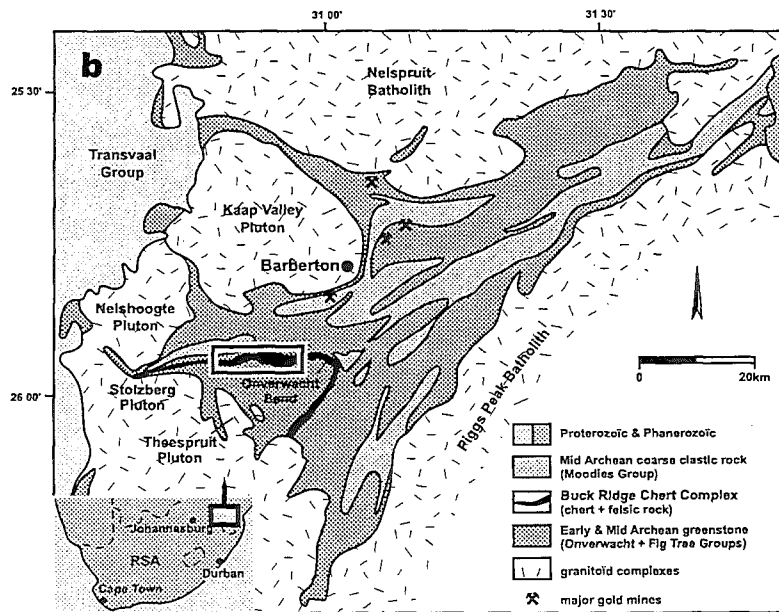 31 00'
31 30'
b
Nelspruit
Batholith
25 30'
Transvaal
Group
Kaap Valley
Pluton
Barberton
Nelshoogte
Pluton
Stolzberg
Pluton
Onverwacht
Bend
26 00'
Theespruit
Pluton
Riggs Peak Batholith
0 20km
Proterozoïc & Phanerozoïc
Mid Archean coarse clastic rock
(Moodies Group)
Buck Ridge Chert Complex
(chert + felsic rock)
Early & Mid Archean greenstone
(Onverwacht + Fig Tree Groups)
granitoïd complexes
major gold mines
Johannesburg
RSA
Durban
Cape Town